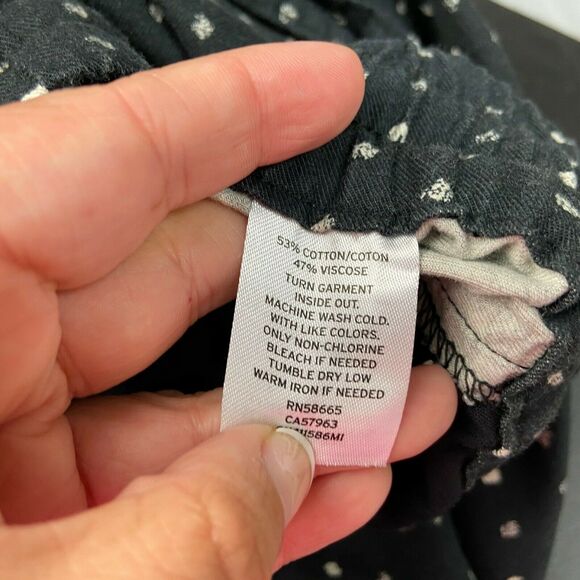 53% COTTON/COTON
47% VISCOSE
TURN GARMENT
INSIDE OUT.
MACHINE WASH COLD.
WITH LIKE COLORS.
ONLY NON-CHLORINE
BLEACH IF NEEDED
TUMBLE DRY LOW
WARM IRON IF NEEDED
RN58665
CA57963